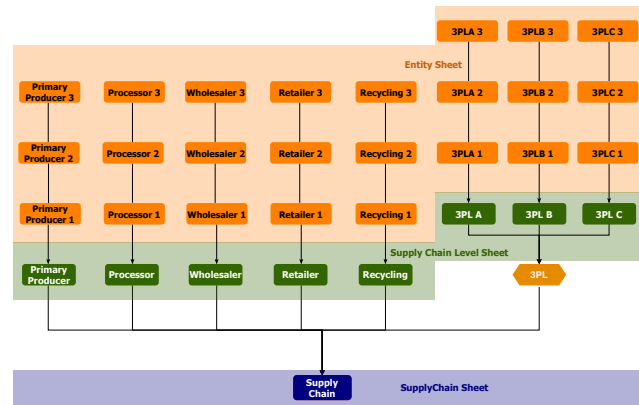 3PLA 3
3PLB 3
3PLC 3
Entity Sheet
Primary
Producer 3
Processor 3
Wholesaler 3
Retailer 3
Recycling 3
3PLA 2
3PLB 2
3PLC 2
Primary
Producer 2
Processor 2
Wholesaler 2
Retailer 2
Recycling 2
3PLA 1
3PLB 1
3PLC 1
Primary
Producer 1
Processor 1
Wholesaler 1
Retailer 1
Recycling 1
3PL A
3PL B
3PL C
Supply Chain Level Sheet
Primary
Producer
Processor
Wholesaler
Retailer
Recycling
3PL
Supply
Chain
SupplyChain Sheet